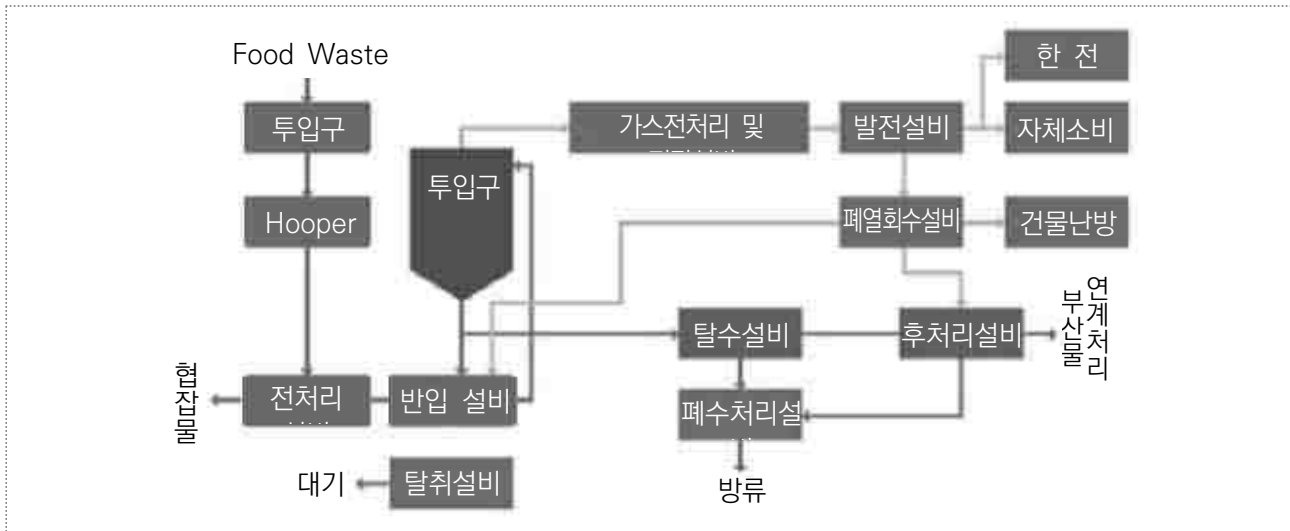 Food Waste
투입구
Hooper
전처리
협잡물
반입 설비
투입구
가스전처리 및
발전설비
한 전
자체소비
폐열회수설비
건물난방
탈수설비
후처리설비
부산물
연계처리
폐수처리설
방류
대기
탈취설비